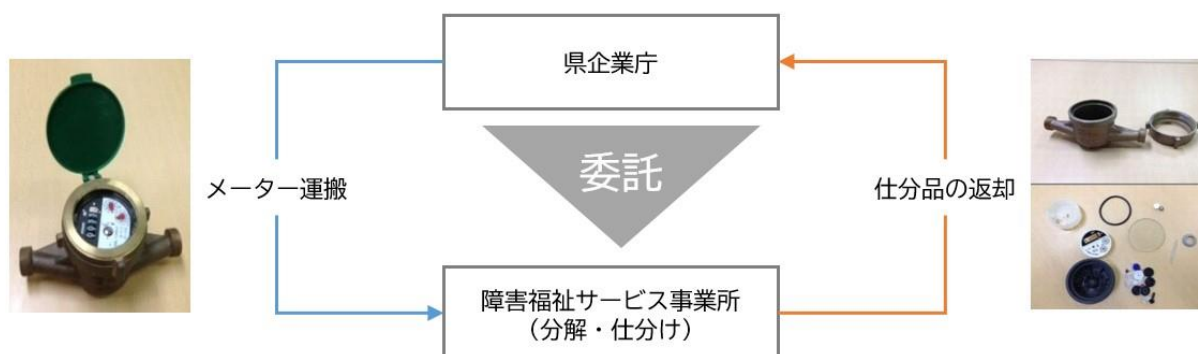 県企業庁
委託
メーター運搬
仕分品の返却
障害福祉サービス事業所
（分解・仕分け）